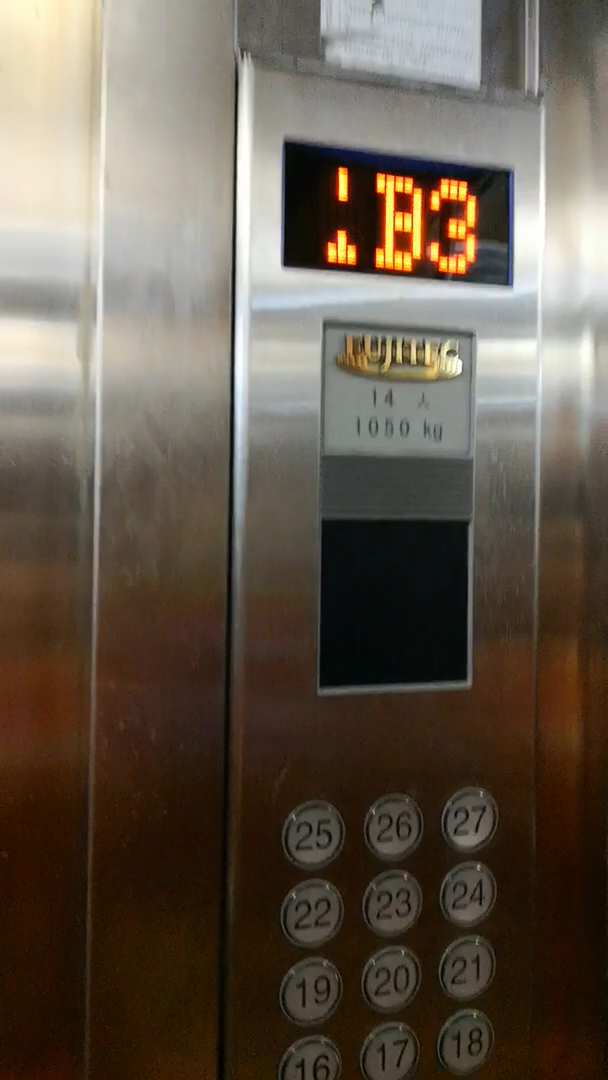 B3
FUJITEC
14 人
1050 kg
25 26 27
22 23 24
19 20 21
16 17 18